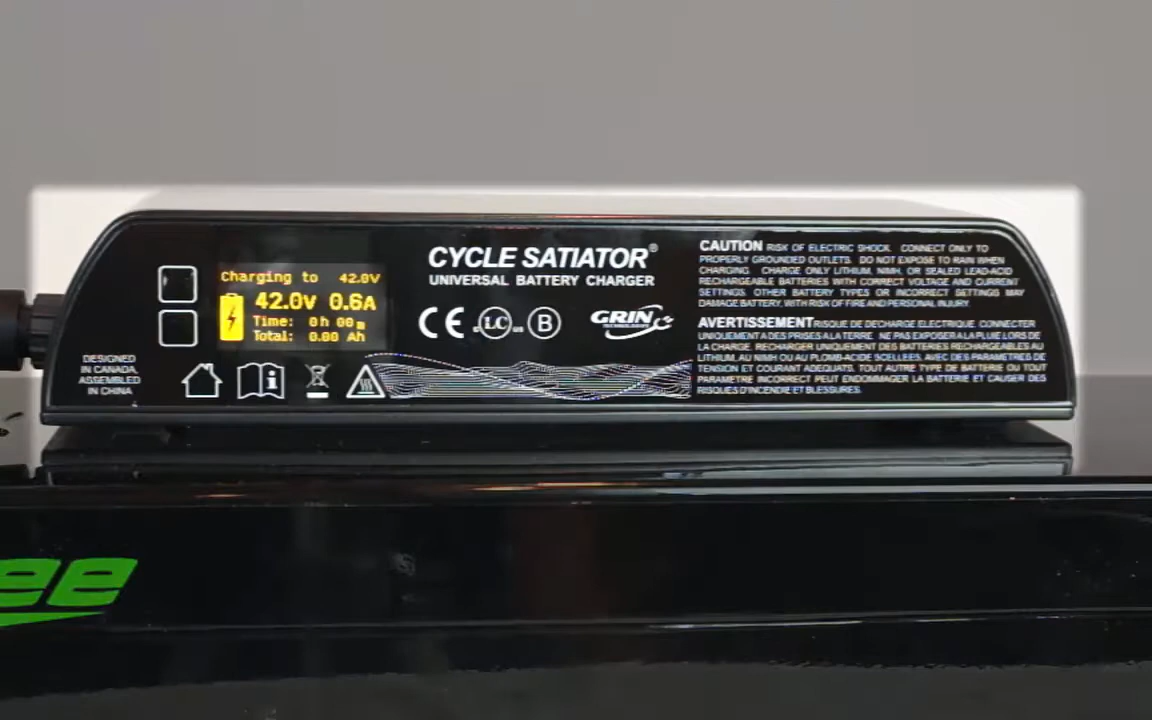 Charging to 42.0V
42.0V 0.6A
Time: 0h 00m
Total: 0.00 Ah
DESIGNED
IN CANADA,
ASSEMBLED
IN CHINA
CYCLE SATIATOR®
UNIVERSAL BATTERY CHARGER
CE LC us B GRIN
TECHNOLOGIES
CAUTION RISK OF ELECTRIC SHOCK. CONNECT ONLY TO
PROPERLY GROUNDED OUTLETS. DO NOT EXPOSE TO RAIN WHEN
CHARGING. CHARGE ONLY LITHIUM, NIMH, OR SEALED LEAD-ACID
RECHARGEABLE BATTERIES WITH CORRECT VOLTAGE AND CURRENT
SETTINGS. OTHER BATTERY TYPES OR INCORRECT SETTINGS MAY
DAMAGE BATTERY, WITH RISK OF FIRE AND PERSONAL INJURY.
AVERTISSEMENT RISQUE DE DECHARGE ELECTRIQUE. CONNECTER
UNIQUEMENT A DES PRISES A LA TERRE. NE PAS EXPOSER A LA PLUIE LORS DE
LA CHARGE. RECHARGER UNIQUEMENT DES BATTERIES RECHARGEABLES AU
LITHIUM, AU NIMH OU AU PLOMB-ACIDE SCELLEES, AVEC DES PARAMETRES DE
TENSION ET COURANT ADEQUATS. TOUT AUTRE TYPE DE BATTERIE OU TOUT
PARAMETRE INCORRECT PEUT ENDOMMAGER LA BATTERIE ET CAUSER DES
RISQUES D'INCENDIE ET BLESSURES.
ee